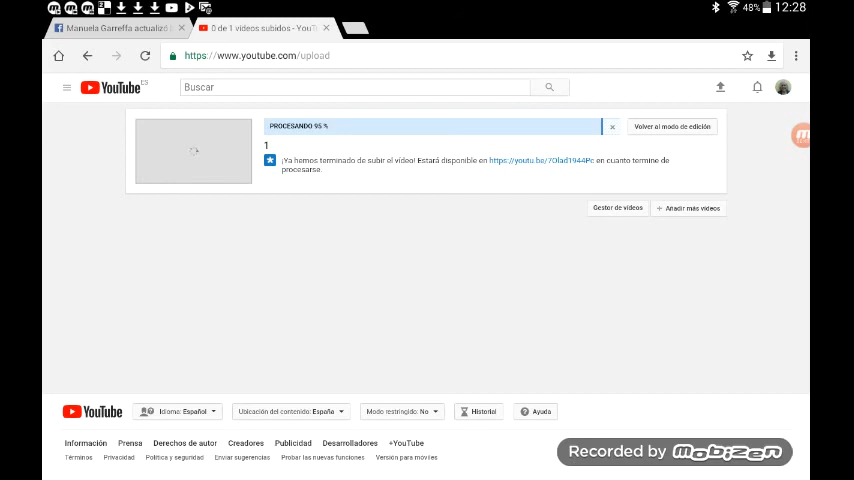 48%
12:28
Manuela Garreffa actualizó
0 de 1 vídeos subidos - YouT
https://www.youtube.com/upload
YouTube ES
Buscar
PROCESANDO 95 %
Volver al modo de edición
1
¡Ya hemos terminado de subir el vídeo! Estará disponible en https://youtu.be/7Olad1944Pc en cuanto termine de
procesarse.
Gestor de vídeos
+ Añadir más vídeos
YouTube
Idioma: Español
Ubicación del contenido: España
Modo restringido: No
Historial
Ayuda
Información Prensa Derechos de autor Creadores Publicidad Desarrolladores +YouTube
Términos Privacidad Política y seguridad Enviar sugerencias Probar las nuevas funciones Versión para móviles
Recorded by mobizen